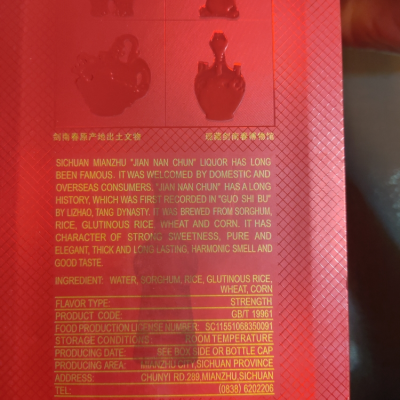 剑南春原产地出土文物
SICHUAN MIANZHU "JIAN NAN CHUN" LIQUOR HAS LONG
BEEN FAMOUS. IT WAS WELCOMED BY DOMESTIC AND
OVERSEAS CONSUMERS. "JIAN NAN CHUN" HAS A LONG
HISTORY, WHICH WAS FIRST RECORDED IN "GUO SHI BU"
BY LIZHAO, TANG DYNASTY. IT WAS BREWED FROM SORGHUM,
RICE, GLUTINOUS RICE, WHEAT AND CORN. IT HAS
CHARACTER OF STRONG SWEETNESS, PURE AND
ELEGANT, THICK AND LONG LASTING, HARMONIC SMELL AND
GOOD TASTE.
INGREDIENT: WATER, SORGHUM, RICE, GLUTINOUS RICE,
WHEAT, CORN
FLAVOR TYPE: STRENGTH
PRODUCT CODE: GB/T 19961
FOOD PRODUCTION LICENSE NUMBER: SC11551068350091
STORAGE CONDITIONS: ROOM TEMPERATURE
PRODUCING DATE: SEE BOX SIDE OR BOTTLE CAP
PRODUCING AREA: MIANZHU CITY, SICHUAN PROVINCE
ADDRESS: CHUNYI RD.289, MIANZHU, SICHUAN
TEL: (0838) 6202206